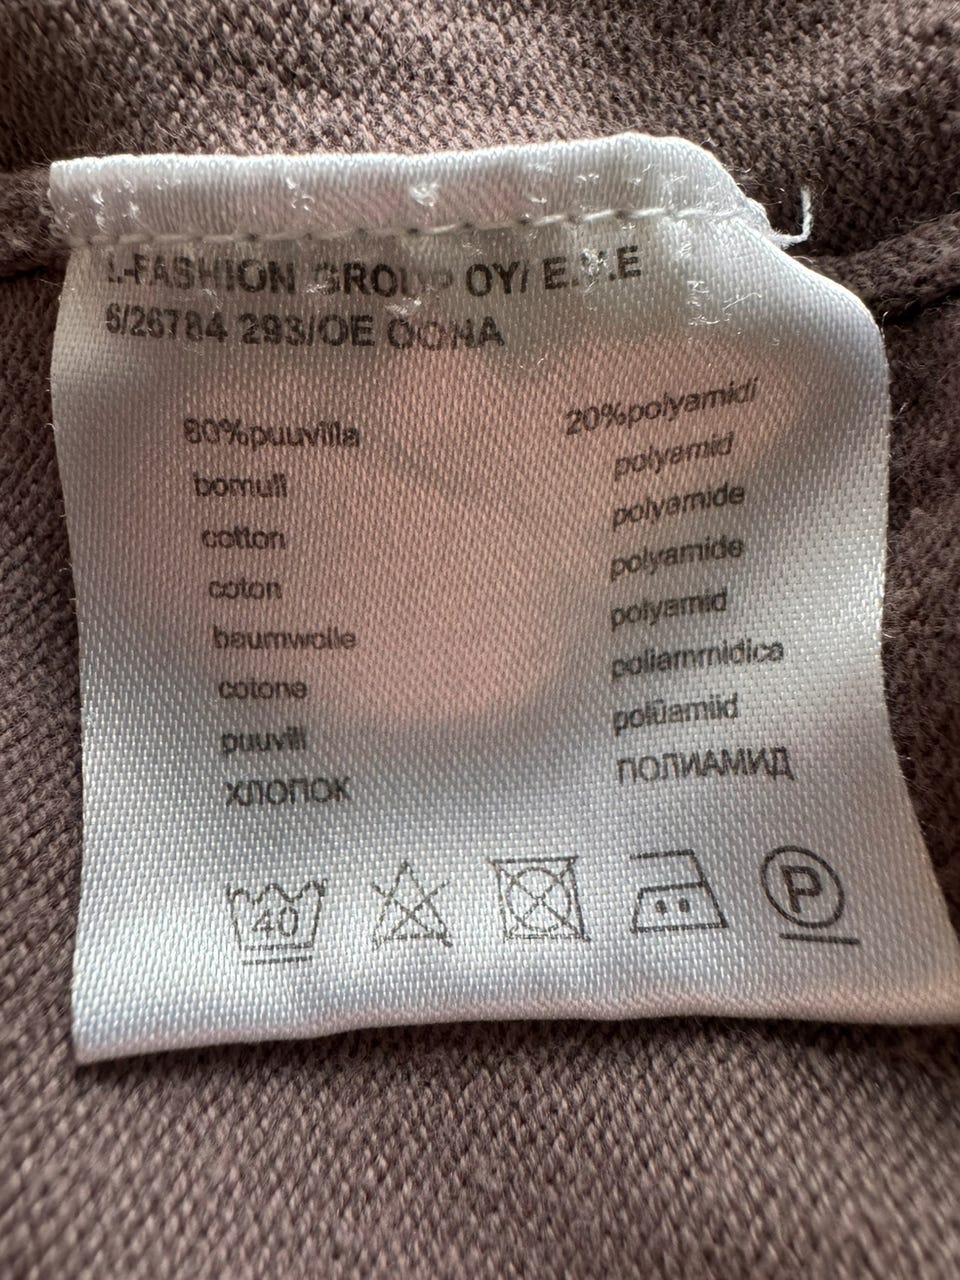 L-FASHION GROUP OY/ E.V.E
6/26784 293/OE OONA
80%puuvilla
bomull
cotton
coton
baumwolle
cotone
puuvill
ХЛОПОК
20%polyamidi
polyamid
polyamide
polyamide
polyamid
poliammidica
polüamiid
ПОЛИАМИД
40
P